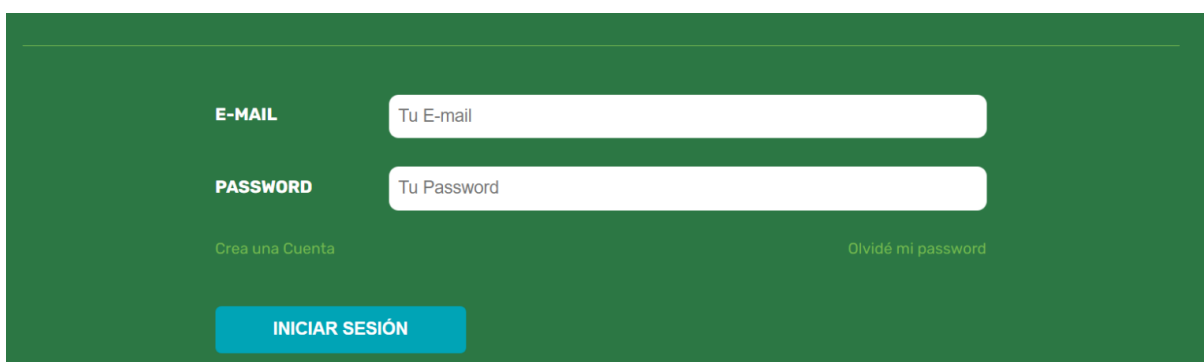 E-MAIL Tu E-mail
PASSWORD Tu Password
Crea una Cuenta Olvidé mi password
INICIAR SESIÓN